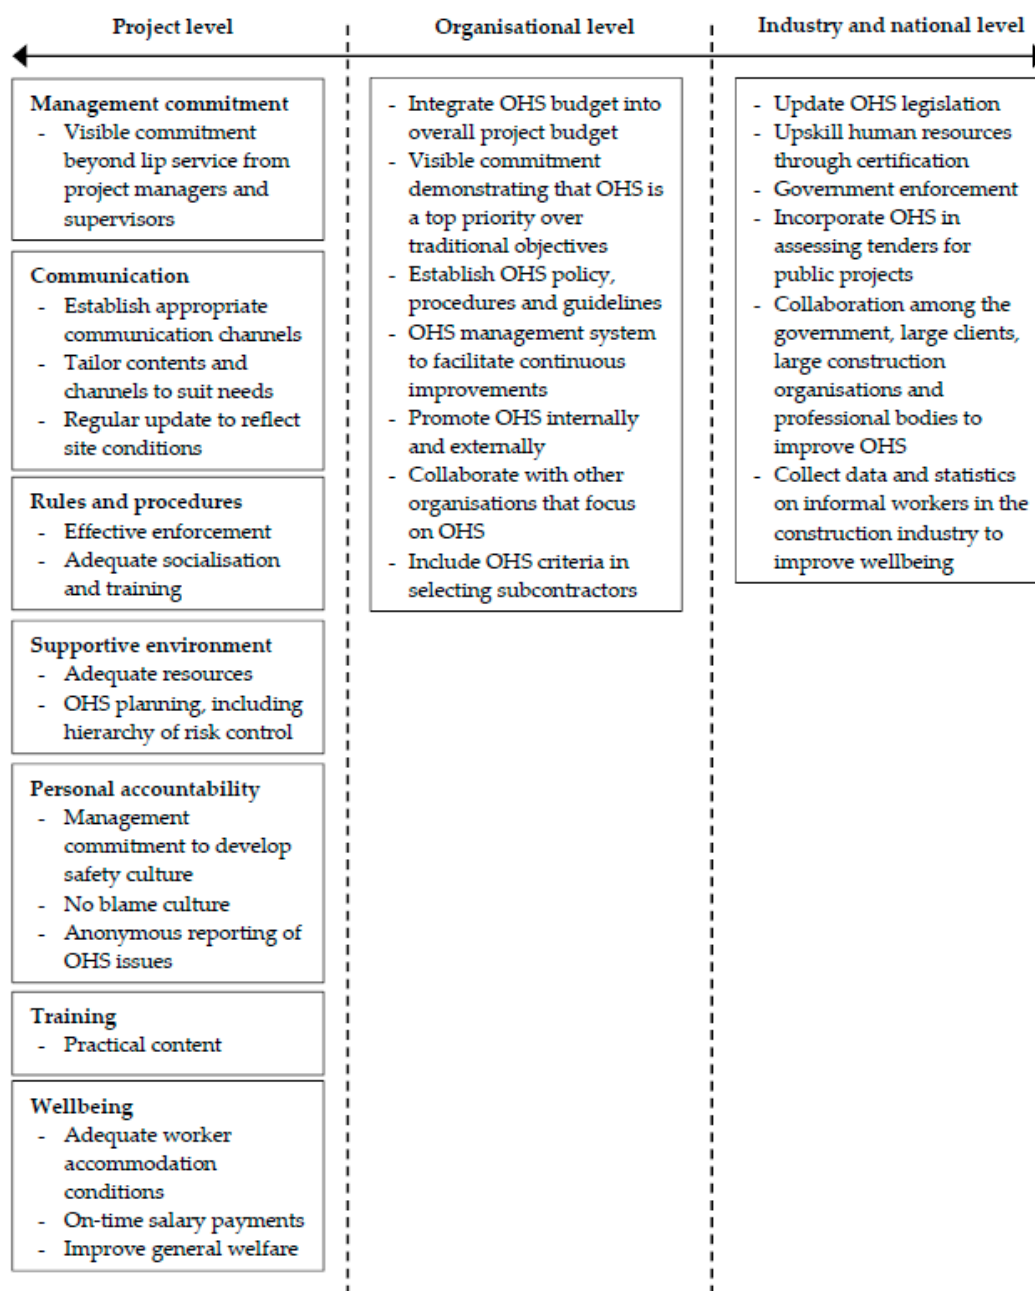 Project level
Organisational level
Industry and national level
Management commitment
- Visible commitment
beyond lip service from
project managers and
supervisors
Communication
- Establish appropriate
communication channels
- Tailor contents and
channels to suit needs
- Regular update to reflect
site conditions
Rules and procedures
- Effective enforcement
- Adequate socialisation
and training
Supportive environment
- Adequate resources
- OHS planning, including
hierarchy of risk control
Personal accountability
- Management
commitment to develop
safety culture
- No blame culture
- Anonymous reporting of
OHS issues
Training
- Practical content
Wellbeing
- Adequate worker
accommodation
conditions
- On-time salary payments
- Improve general welfare
- Integrate OHS budget into
overall project budget
- Visible commitment
demonstrating that OHS is
a top priority over
traditional objectives
- Establish OHS policy,
procedures and guidelines
- OHS management system
to facilitate continuous
improvements
- Promote OHS internally
and externally
- Collaborate with other
organisations that focus
on OHS
- Include OHS criteria in
selecting subcontractors
- Update OHS legislation
- Upskill human resources
through certification
- Government enforcement
- Incorporate OHS in
assessing tenders for
public projects
- Collaboration among the
government, large clients,
large construction
organisations and
professional bodies to
improve OHS
- Collect data and statistics
on informal workers in the
construction industry to
improve wellbeing